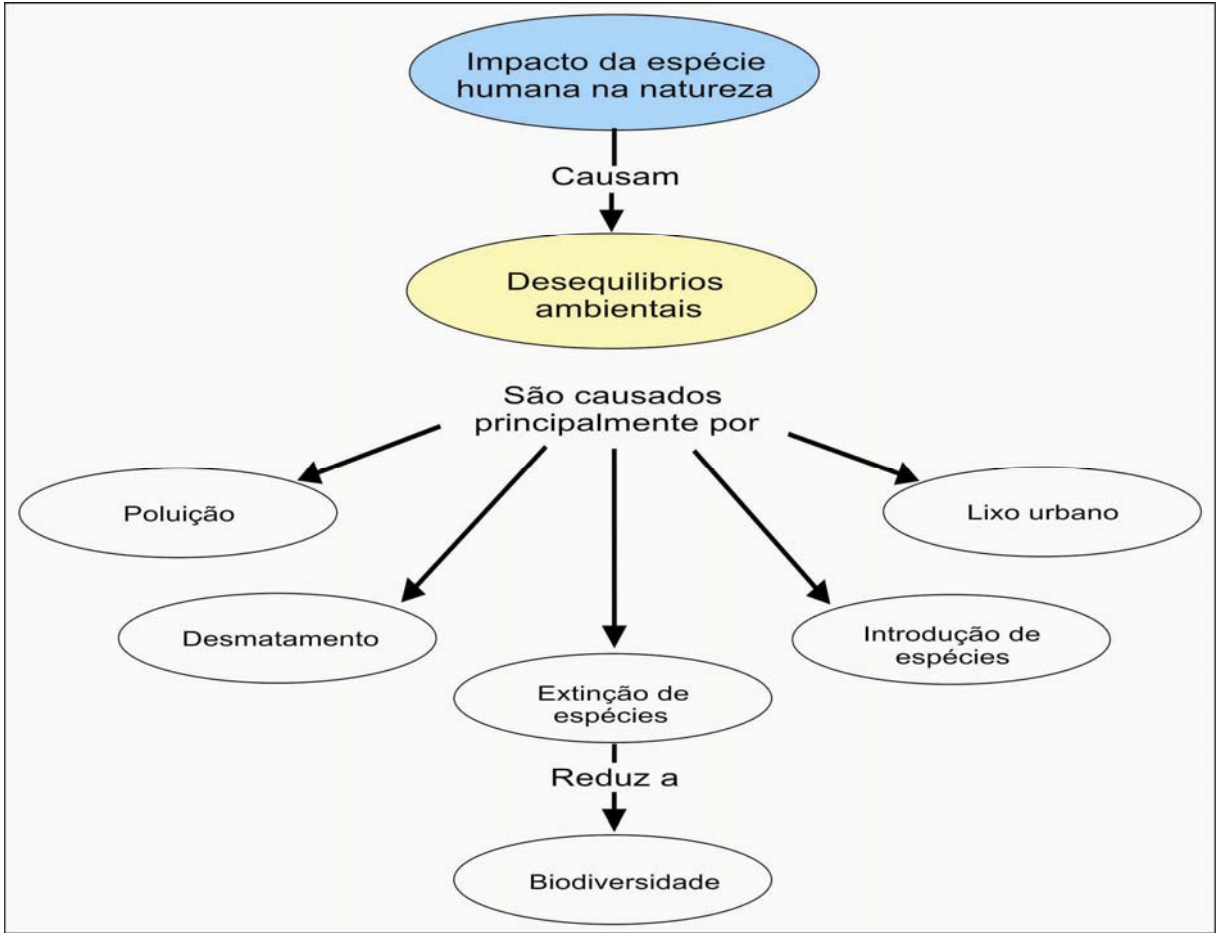 Impacto da espécie
humana na natureza
Causam
Desequilibrios
ambientais
São causados
principalmente por
Poluição
Lixo urbano
Desmatamento
Introdução de
espécies
Extinção de
espécies
Reduz a
Biodiversidade